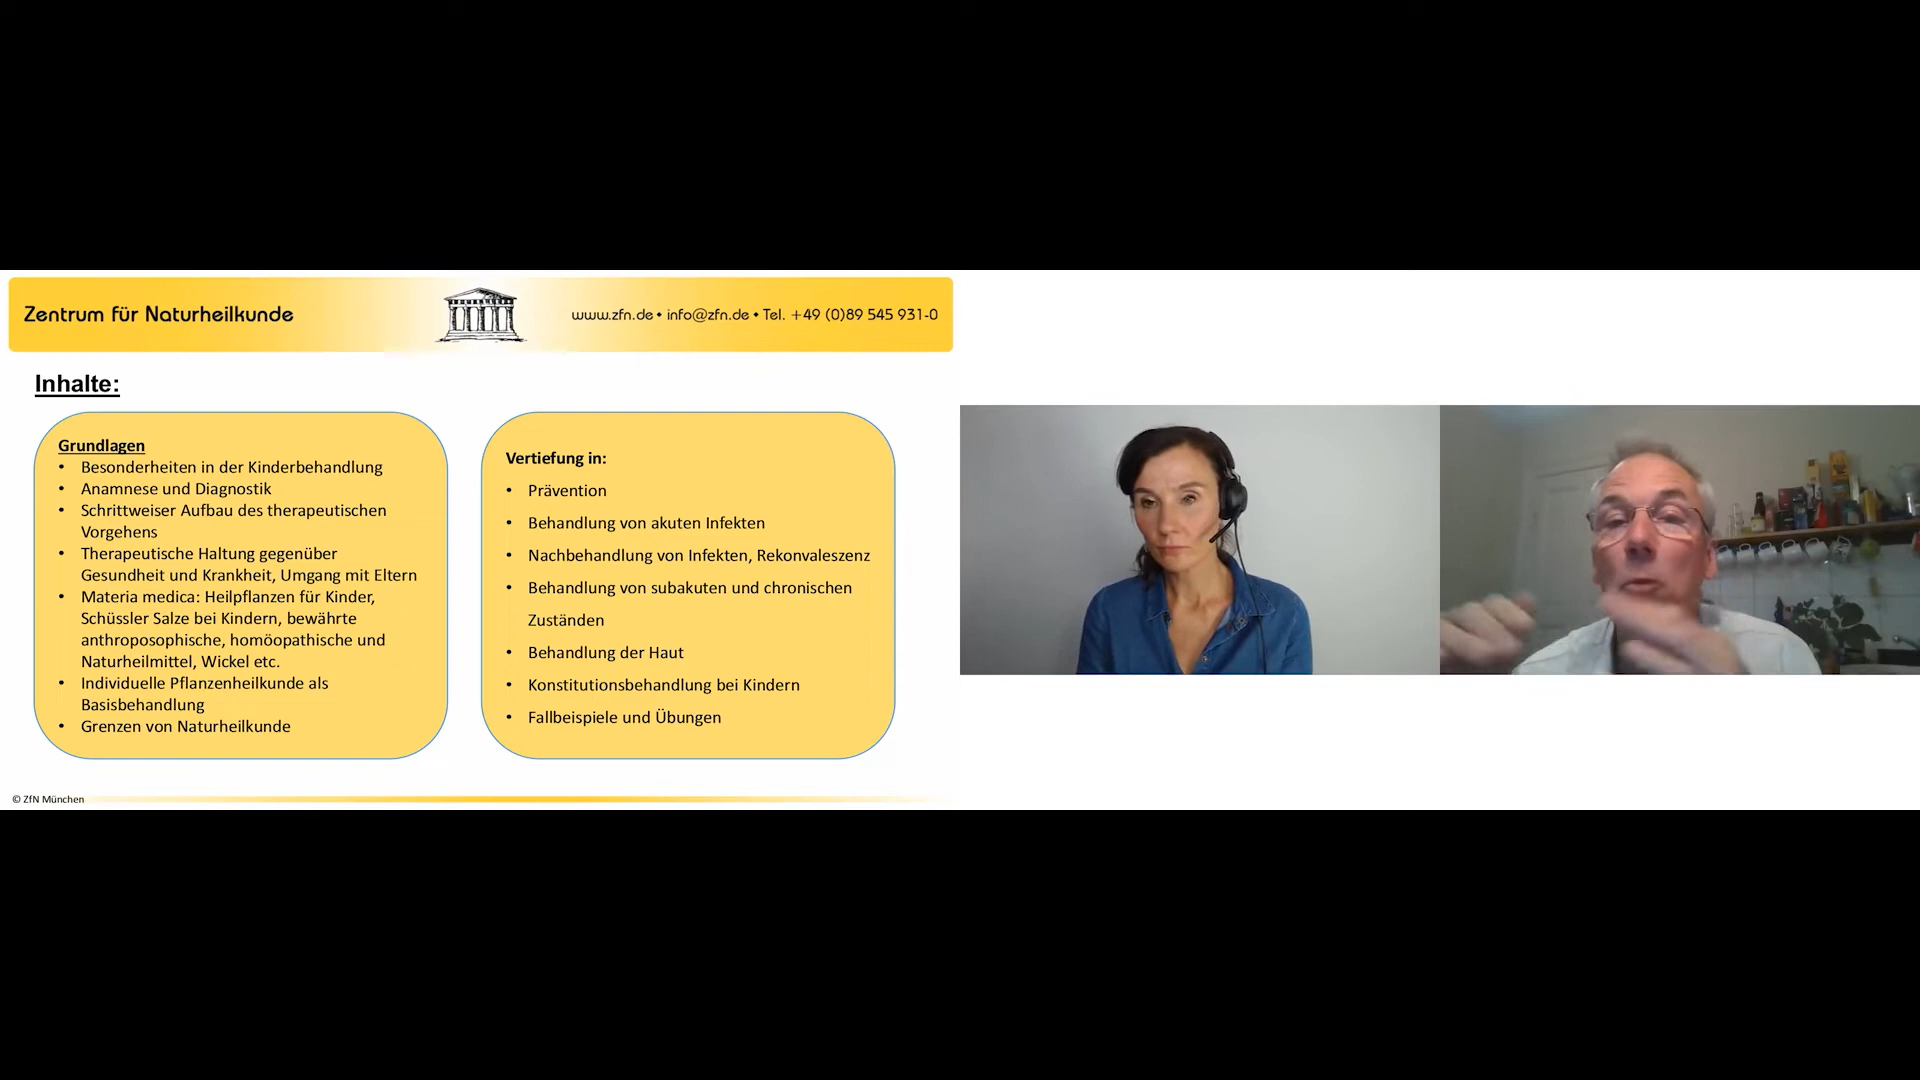 Zentrum für Naturheilkunde
www.zfn.de • info@zfn.de • Tel. +49 (0)89 545 931-0
Inhalte:
Grundlagen
• Besonderheiten in der Kinderbehandlung
• Anamnese und Diagnostik
• Schrittweiser Aufbau des therapeutischen
Vorgehens
• Therapeutische Haltung gegenüber
Gesundheit und Krankheit, Umgang mit Eltern
• Materia medica: Heilpflanzen für Kinder,
Schüssler Salze bei Kindern, bewährte
anthroposophische, homöopathische und
Naturheilmittel, Wickel etc.
• Individuelle Pflanzenheilkunde als
Basisbehandlung
• Grenzen von Naturheilkunde
Vertiefung in:
• Prävention
• Behandlung von akuten Infekten
• Nachbehandlung von Infekten, Rekonvaleszenz
• Behandlung von subakuten und chronischen
Zuständen
• Behandlung der Haut
• Konstitutionsbehandlung bei Kindern
• Fallbeispiele und Übungen
© ZfN München